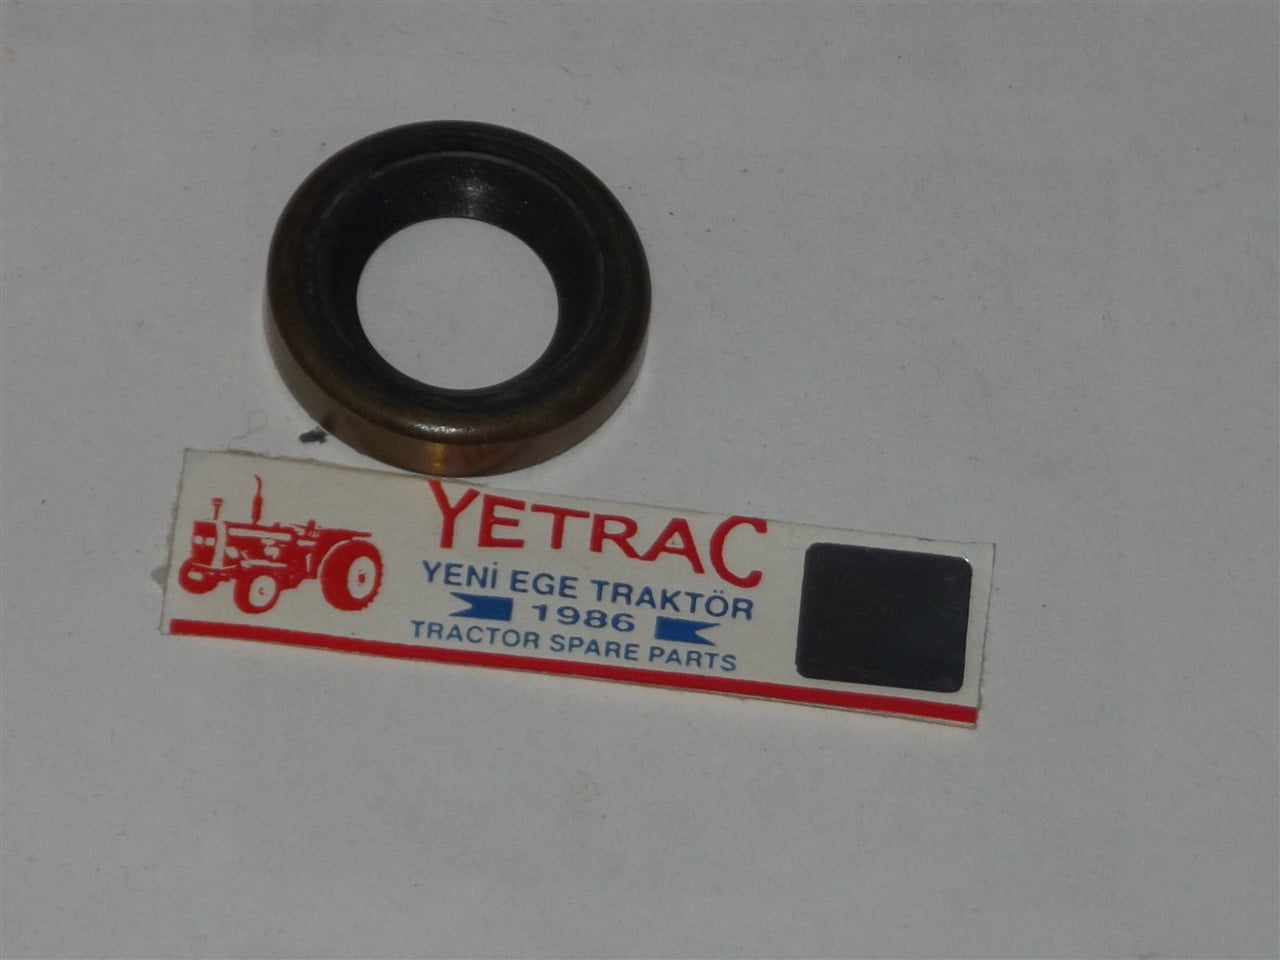 YETRAC
YENİ EGE TRAKTÖR
1986
TRACTOR SPARE PARTS